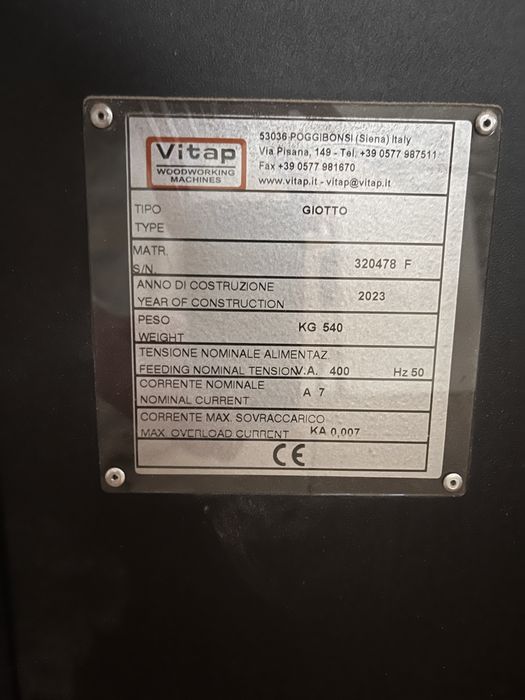 Vitap
WOODWORKING
MACHINES
53036 POGGIBONSI (Siena) Italy
Via Pisana, 149 - Tel. +39 0577 987511
Fax +39 0577 981670
www.vitap.it - vitap@vitap.it
TIPO
TYPE
GIOTTO
MATR.
S/N.
320478 F
ANNO DI COSTRUZIONE
YEAR OF CONSTRUCTION
2023
PESO
WEIGHT
KG 540
TENSIONE NOMINALE ALIMENTAZ.
FEEDING NOMINAL TENSION V.A. 400 Hz 50
CORRENTE NOMINALE
NOMINAL CURRENT
A 7
CORRENTE MAX. SOVRACCARICO
MAX. OVERLOAD CURRENT KA 0,007
CE